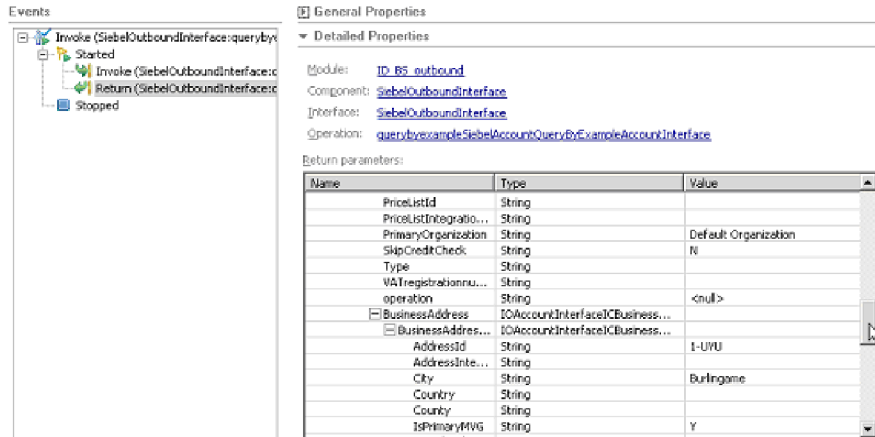 Events
Invoke (SiebelOutboundInterface:querybye
Started
Invoke (SiebelOutboundInterface:c
Return (SiebelOutboundInterface:c
Stopped
General Properties
Detailed Properties
Module: IO_BS_outbound
Component: SiebelOutboundInterface
Interface: SiebelOutboundInterface
Operation: querybyexampleSiebelAccountQueryByExampleAccountInterface
Return parameters:
Name Type Value
PriceListId String
PriceListIntegratio... String
PrimaryOrganization String Default Organization
SkipCreditCheck String N
Type String
VATregistrationnu... String
operation String <null>
BusinessAddress IOAccountInterfaceICBusiness...
BusinessAddres... IOAccountInterfaceICBusiness...
AddressId String 1-UYU
AddressInte... String
City String Burlingame
Country String
County String
IsPrimaryMVG String Y